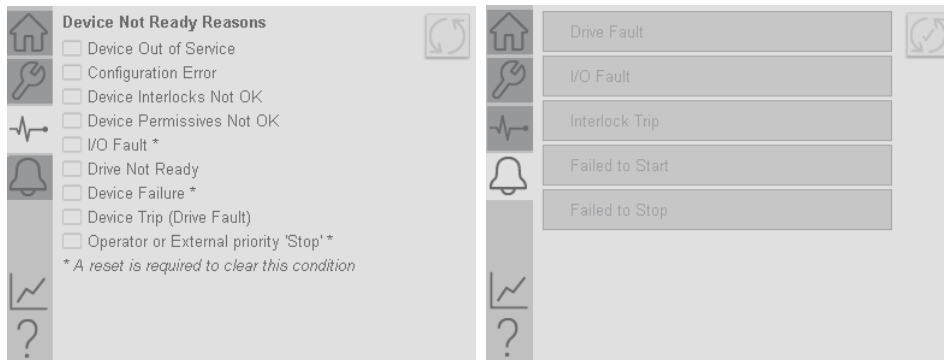 Device Not Ready Reasons
Device Out of Service
Configuration Error
Device Interlocks Not OK
Device Permissives Not OK
I/O Fault *
Drive Not Ready
Device Failure *
Device Trip (Drive Fault)
Operator or External priority 'Stop' *
* A reset is required to clear this condition
?
Drive Fault
I/O Fault
Interlock Trip
Failed to Start
Failed to Stop
?